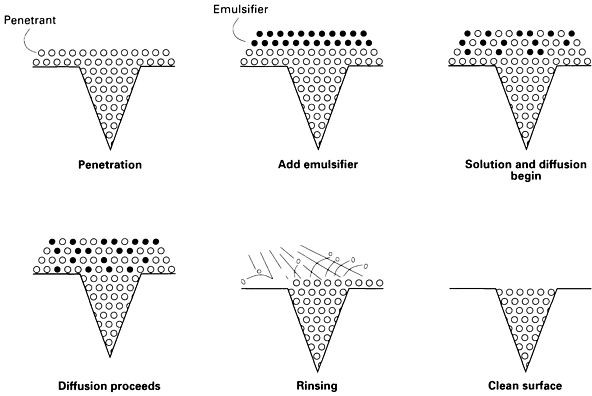 Penetrant
Emulsifier
Penetration
Add emulsifier
Solution and diffusion
begin
Diffusion proceeds
Rinsing
Clean surface